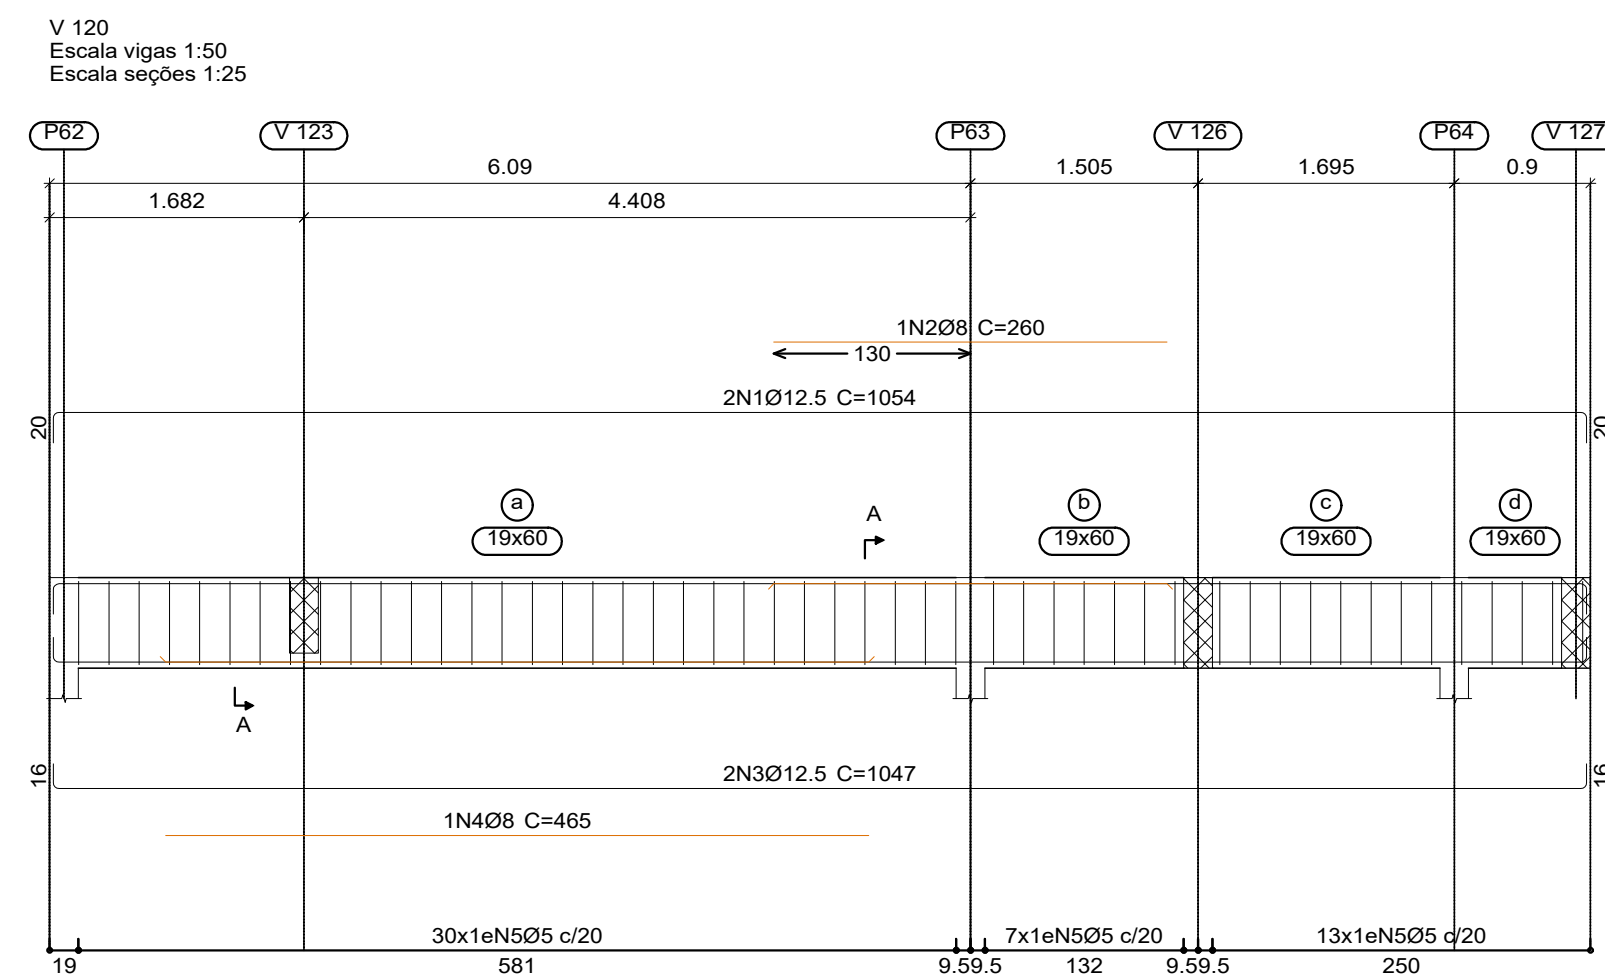 V 120
Escala vigas 1:50
Escala seções 1:25
P62 V 123 P63 V 126 P64 V 127
6.09 1.505 1.695 0.9
1.682 4.408
1N2Ø8 C=260
130
2N1Ø12.5 C=1054
20 20
a b c d
A
19x60 19x60 19x60 19x60
A
2N3Ø12.5 C=1047
16 16
1N4Ø8 C=465
30x1eN5Ø5 c/20 7x1eN5Ø5 c/20 13x1eN5Ø5 c/20
19 581 9.59.5 132 9.59.5 250